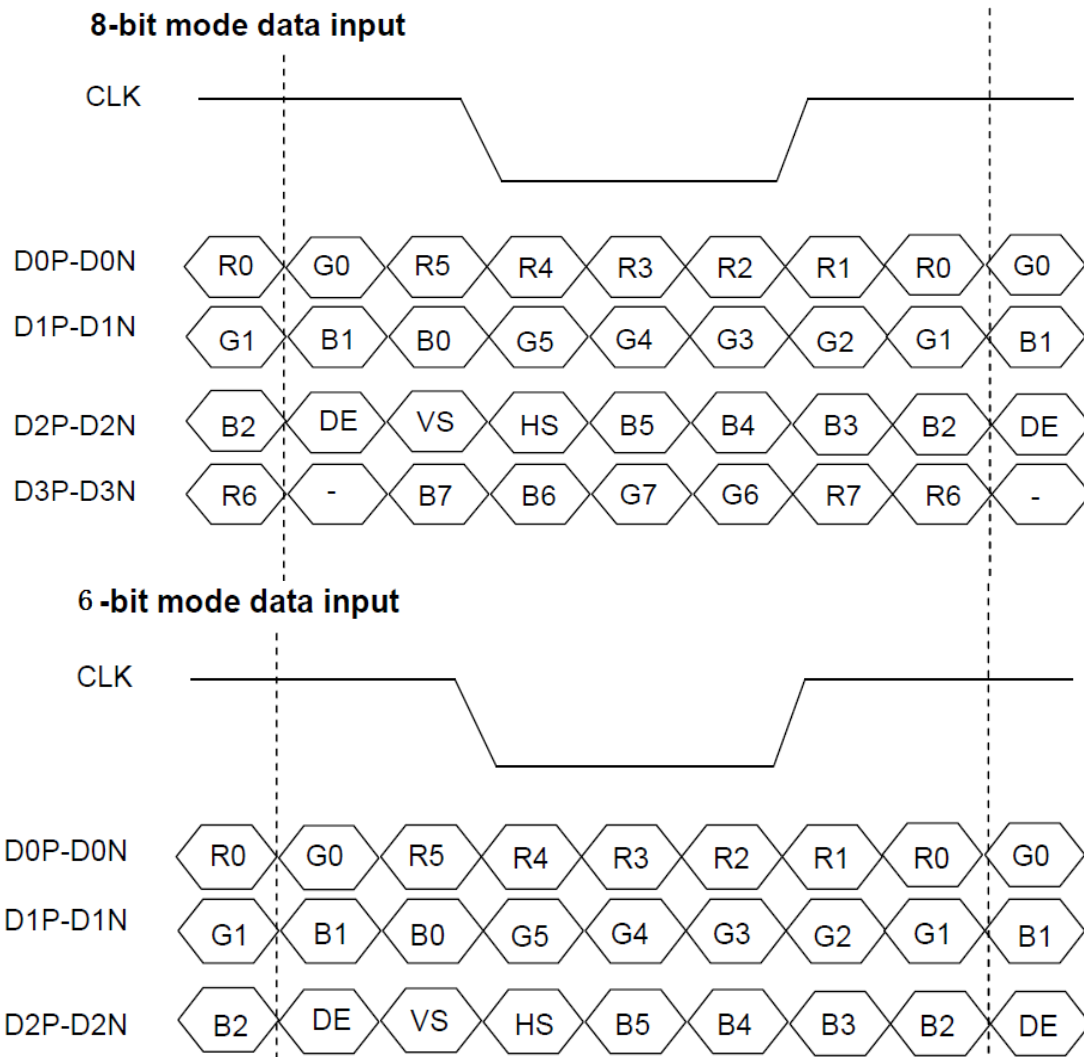 8-bit mode data input
CLK
D0P-D0N R0 G0 R5 R4 R3 R2 R1 R0 G0
D1P-D1N G1 B1 B0 G5 G4 G3 G2 G1 B1
D2P-D2N B2 DE VS HS B5 B4 B3 B2 DE
D3P-D3N R6 - B7 B6 G7 G6 R7 R6 -
6-bit mode data input
CLK
D0P-D0N R0 G0 R5 R4 R3 R2 R1 R0 G0
D1P-D1N G1 B1 B0 G5 G4 G3 G2 G1 B1
D2P-D2N B2 DE VS HS B5 B4 B3 B2 DE